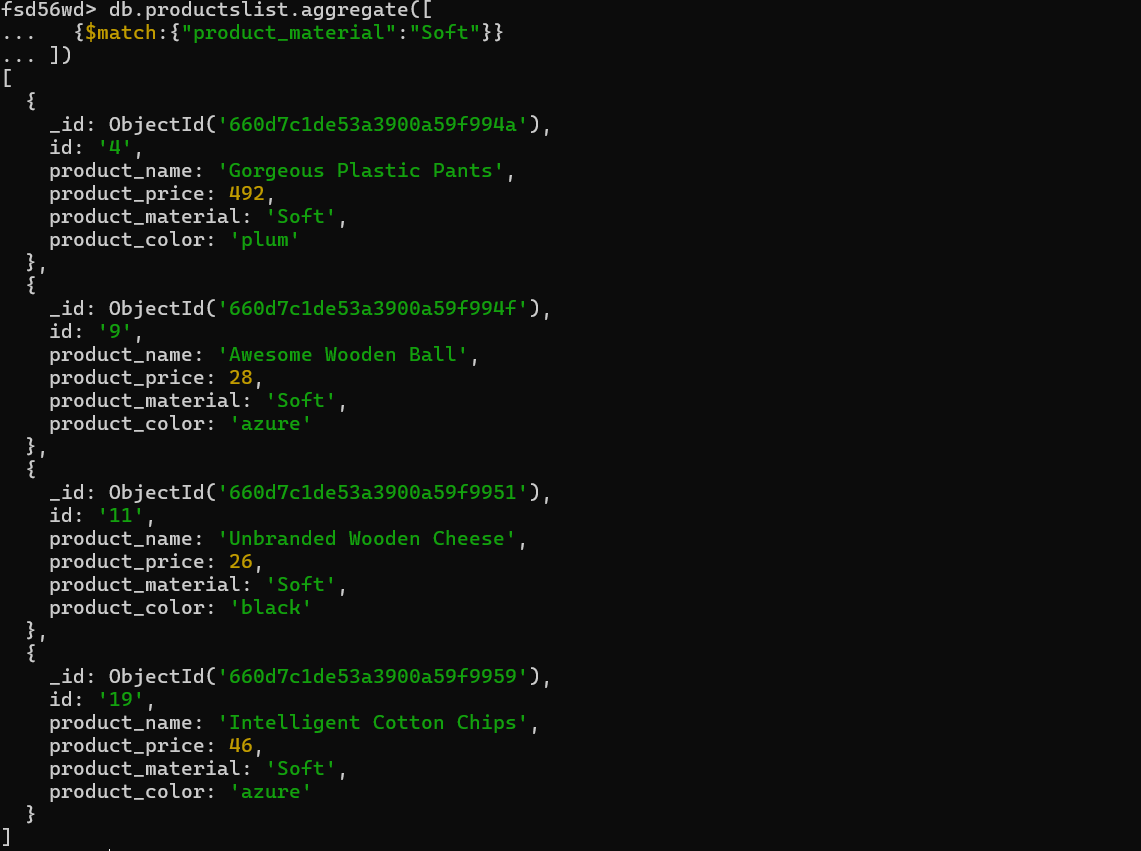 fsd56wd> db.productslist.aggregate([
...   {$match:{"product_material":"Soft"}}
... ])
[
  {
    _id: ObjectId('660d7c1de53a3900a59f994a'),
    id: '4',
    product_name: 'Gorgeous Plastic Pants',
    product_price: 492,
    product_material: 'Soft',
    product_color: 'plum'
  },
  {
    _id: ObjectId('660d7c1de53a3900a59f994f'),
    id: '9',
    product_name: 'Awesome Wooden Ball',
    product_price: 28,
    product_material: 'Soft',
    product_color: 'azure'
  },
  {
    _id: ObjectId('660d7c1de53a3900a59f9951'),
    id: '11',
    product_name: 'Unbranded Wooden Cheese',
    product_price: 26,
    product_material: 'Soft',
    product_color: 'black'
  },
  {
    _id: ObjectId('660d7c1de53a3900a59f9959'),
    id: '19',
    product_name: 'Intelligent Cotton Chips',
    product_price: 46,
    product_material: 'Soft',
    product_color: 'azure'
  }
]